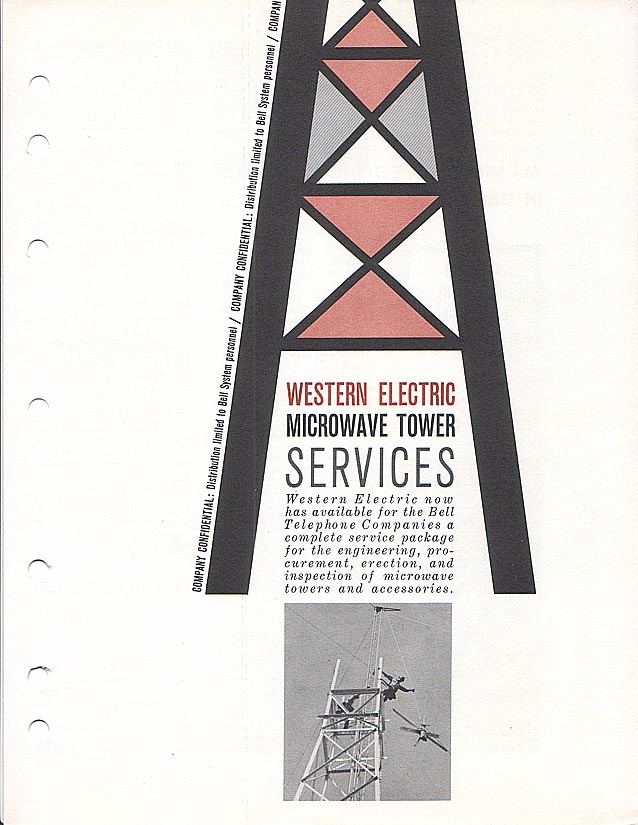 COMPANY CONFIDENTIAL: Distribution limited to Bell System personnel / COMPANY CONFIDENTIAL: Distribution limited to Bell System personnel / COMPAN
WESTERN ELECTRIC
MICROWAVE TOWER
SERVICES
Western Electric now
has available for the Bell
Telephone Companies a
complete service package
for the engineering, pro-
curement, erection, and
inspection of microwave
towers and accessories.